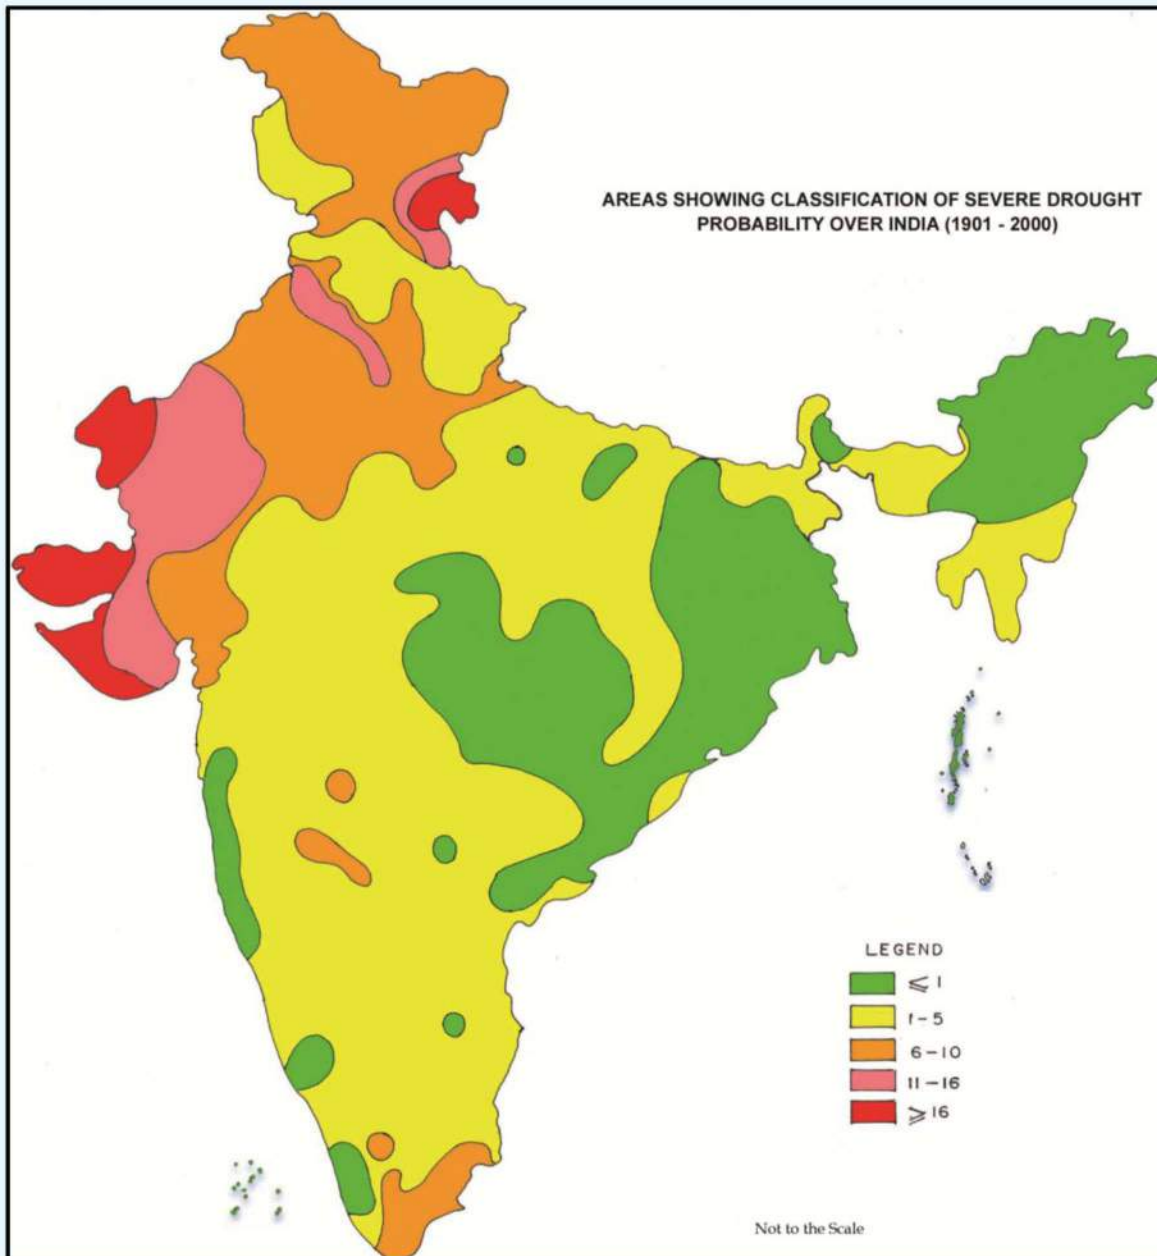 AREAS SHOWING CLASSIFICATION OF SEVERE DROUGHT
PROBABILITY OVER INDIA (1901 - 2000)
LEGEND
⩽ 1
1 - 5
6 - 10
11 - 16
⩾ 16
Not to the Scale